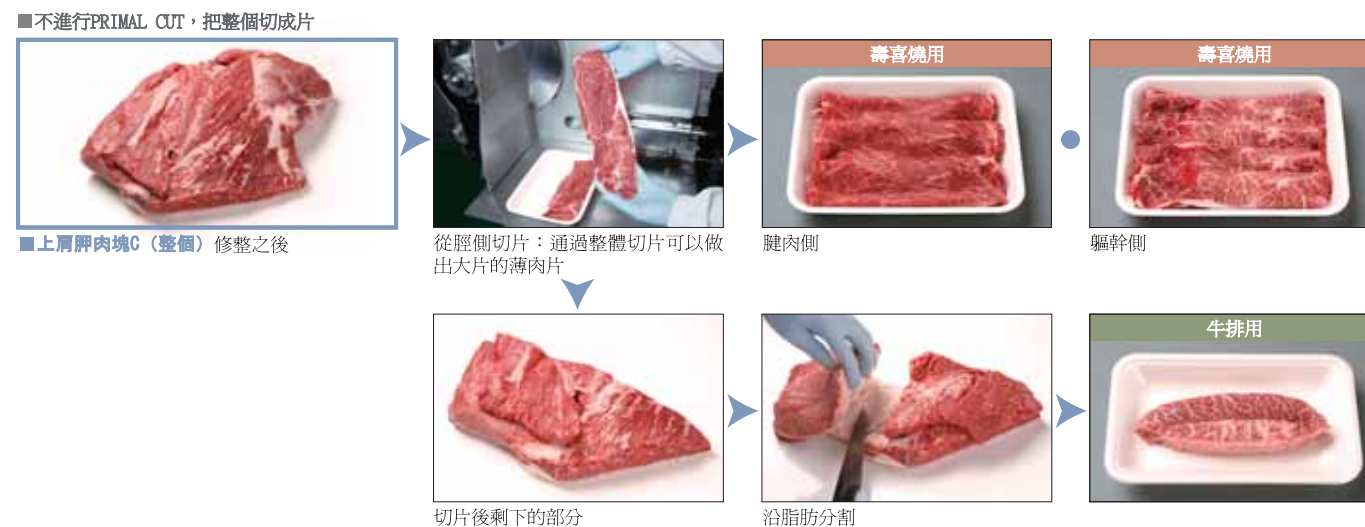 ■不進行PRIMAL CUT，把整個切成片
■上肩胛肉塊C（整個）修整之後
從脛側切片：通過整體切片可以做
出大片的薄肉片
壽喜燒用
腱肉側
壽喜燒用
軀幹側
切片後剩下的部分
沿脂肪分割
牛排用